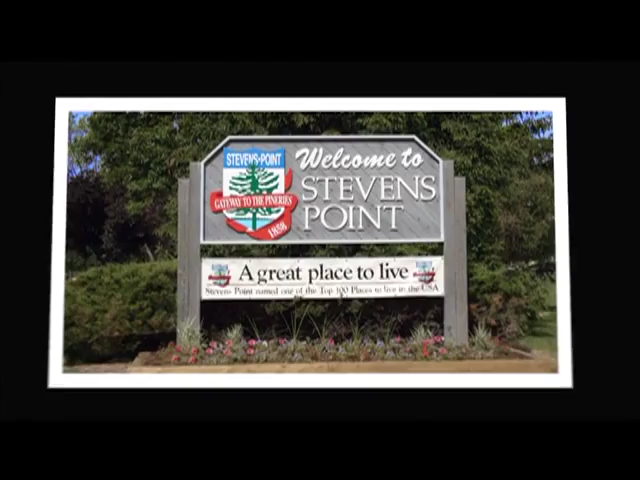 STEVENS·POINT
GATEWAY TO THE PINERIES
1858
Welcome to
STEVENS
POINT
A great place to live
Stevens Point named one of the Top 100 Places to live in the USA